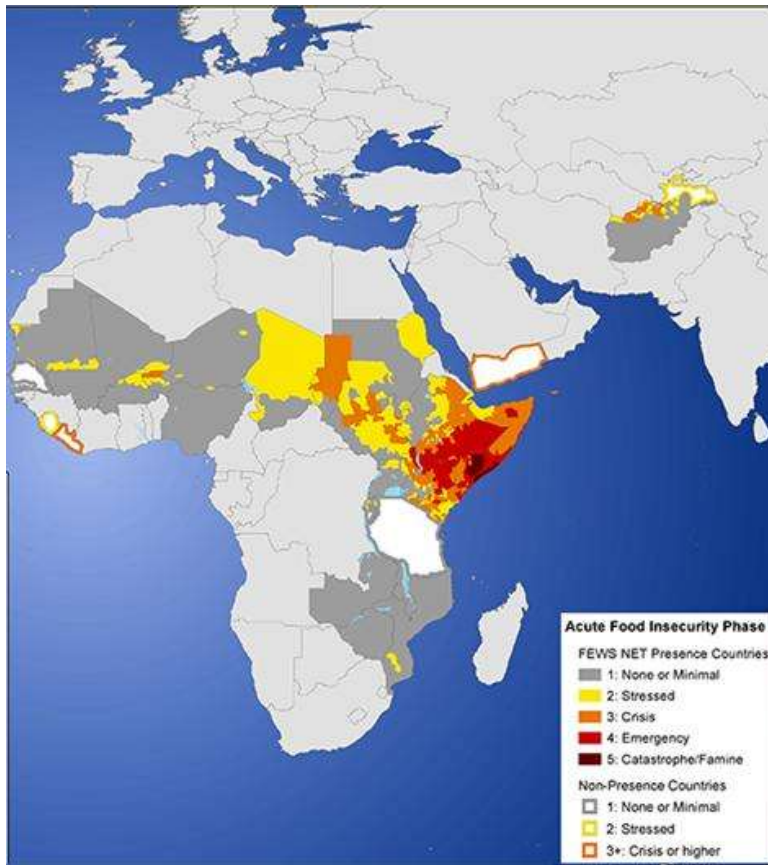 Acute Food Insecurity Phase
FEWS NET Presence Countries
1: None or Minimal
2: Stressed
3: Crisis
4: Emergency
5: Catastrophe/Famine
Non-Presence Countries
1: None or Minimal
2: Stressed
3+: Crisis or higher